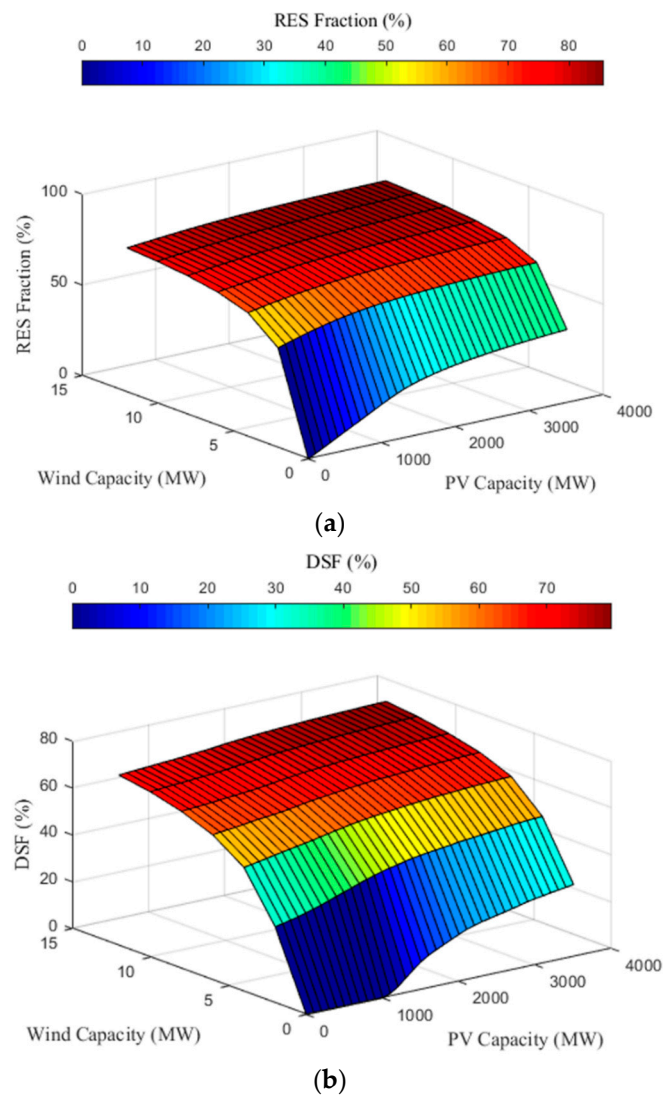 RES Fraction (%)
0 10 20 30 40 50 60 70 80
100
50
0
RES Fraction (%)
15
10
5
0
Wind Capacity (MW)
0
1000
2000
3000
4000
PV Capacity (MW)
(a)
DSF (%)
0 10 20 30 40 50 60 70
80
60
40
20
0
DSF (%)
15
10
5
0
Wind Capacity (MW)
0
1000
2000
3000
4000
PV Capacity (MW)
(b)